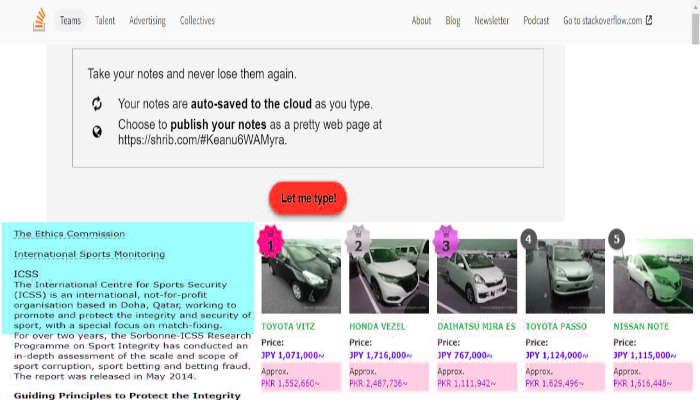 Teams Talent Advertising Collectives About Blog Newsletter Podcast Go to stackoverflow.com
Take your notes and never lose them again.
Your notes are auto-saved to the cloud as you type.
Choose to publish your notes as a pretty web page at
https://shrib.com/#Keanu6WAMyra.
Let me type!
The Ethics Commission
International Sports Monitoring
ICSS
The International Centre for Sports Security
(ICSS) is an international, not-for-profit
organisation based in Doha, Qatar, working to
promote and protect the integrity and security of
sport, with a special focus on match-fixing.
For over two years, the Sorbonne-ICSS Research
Programme on Sport Integrity has conducted an
in-depth assessment of the scale and scope of
sport corruption, sport betting and betting fraud.
The report was released in May 2014.
Guiding Principles to Protect the Integrity
1 2 3 4 5
TOYOTA VITZ HONDA VEZEL DAIHATSU MIRA ES TOYOTA PASSO NISSAN NOTE
Price: Price: Price: Price: Price:
JPY 1,071,000~ JPY 1,716,000~ JPY 767,000~ JPY 1,124,000~ JPY 1,115,000~
Approx. Approx. Approx. Approx. Approx.
PKR 1,552,660~ PKR 2,487,736~ PKR 1,111,942~ PKR 1,629,496~ PKR 1,616,448~